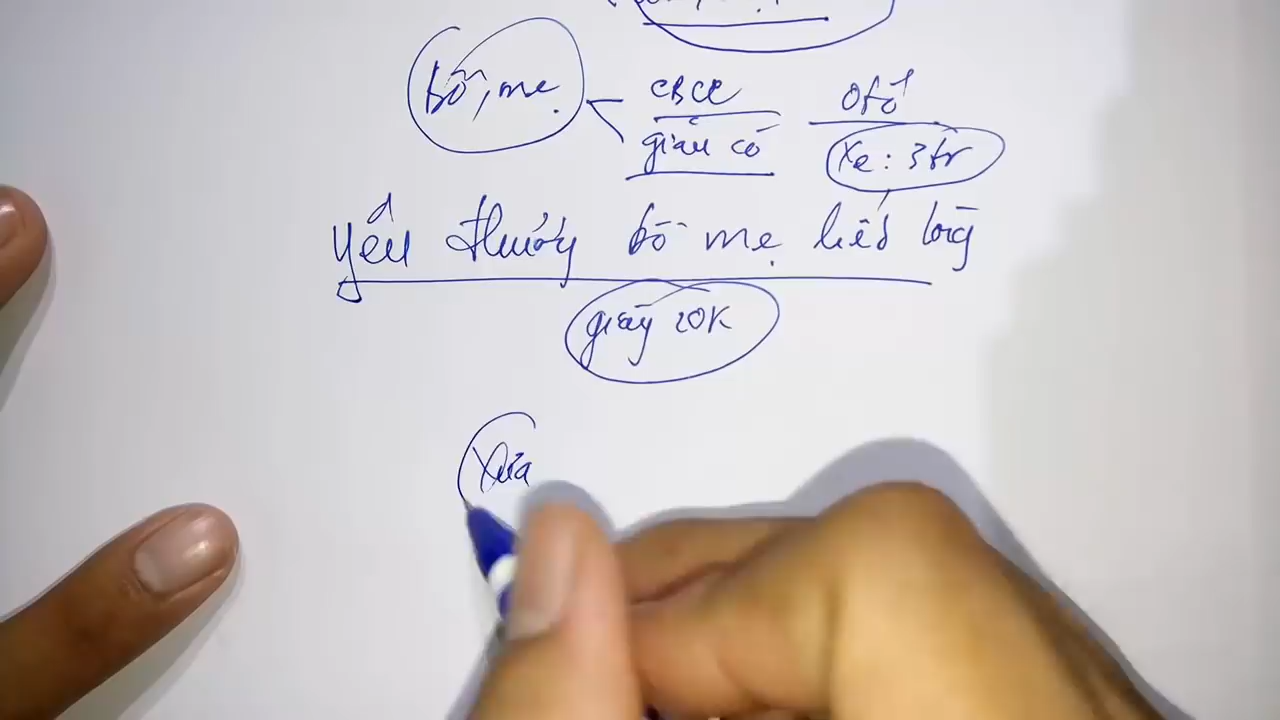 bố, mẹ.
CBCC ôtô
giàu có xe: 3tr
yêu thương bố mẹ hết lòng
giày 20K
Xưa